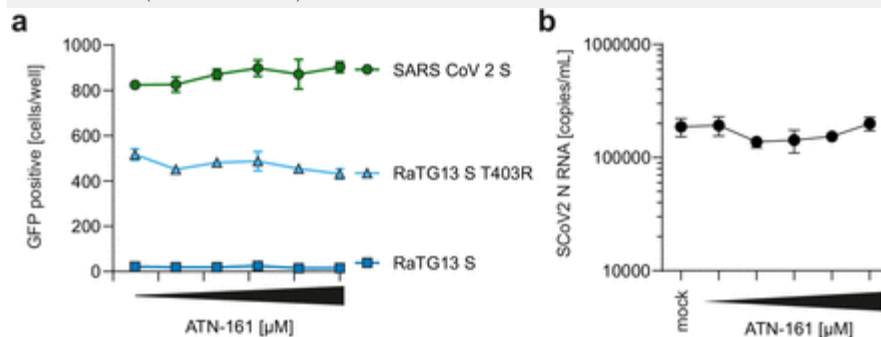 a
1000
800
600
400
200
0
GFP positive [cells/well]
SARS CoV 2 S
RaTG13 S T403R
RaTG13 S
ATN-161 [µM]
b
1000000
100000
10000
SCoV2 N RNA [copies/mL]
mock
ATN-161 [µM]